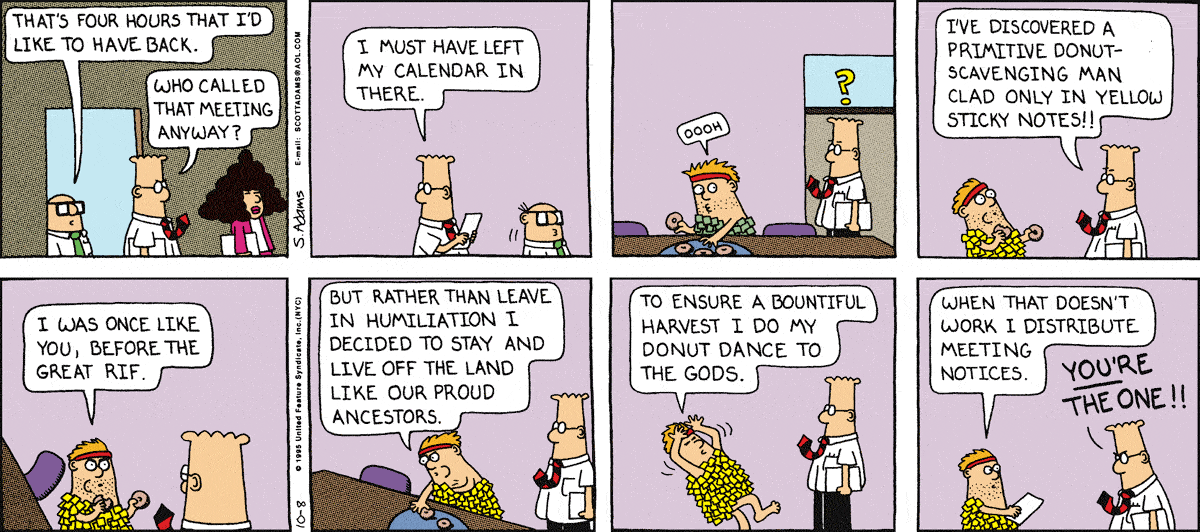 THAT'S FOUR HOURS THAT I'D
LIKE TO HAVE BACK.
WHO CALLED
THAT MEETING
ANYWAY?
S. Adams E-mail: SCOTTADAMS@AOL.COM
I MUST HAVE LEFT
MY CALENDAR IN
THERE.
OOOH
?
I'VE DISCOVERED A
PRIMITIVE DONUT-
SCAVENGING MAN
CLAD ONLY IN YELLOW
STICKY NOTES!!
I WAS ONCE LIKE
YOU, BEFORE THE
GREAT RIF.
10-8 © 1995 United Feature Syndicate, Inc.(NYC)
BUT RATHER THAN LEAVE
IN HUMILIATION I
DECIDED TO STAY AND
LIVE OFF THE LAND
LIKE OUR PROUD
ANCESTORS.
TO ENSURE A BOUNTIFUL
HARVEST I DO MY
DONUT DANCE TO
THE GODS.
WHEN THAT DOESN'T
WORK I DISTRIBUTE
MEETING
NOTICES.
YOU'RE
THE ONE!!